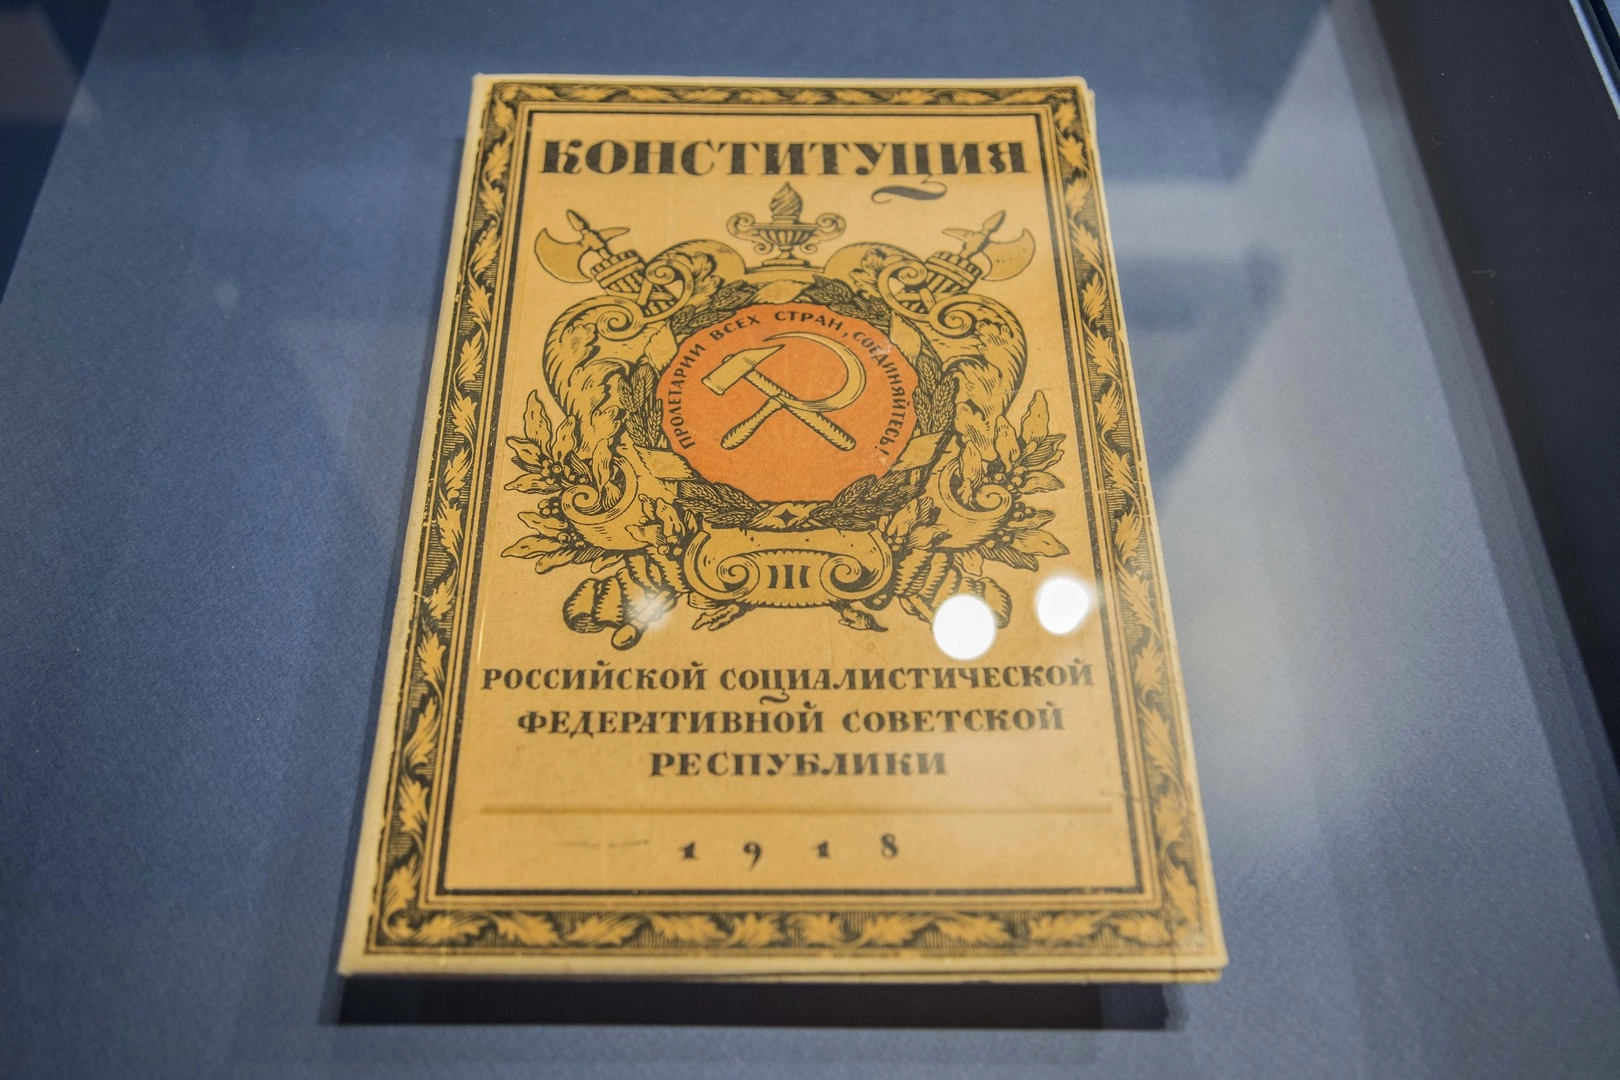 КОНСТИТУЦИЯ
ПРОЛЕТАРИИ ВСЕХ СТРАН, СОЕДИНЯЙТЕСЬ!
РОССИЙСКОЙ СОЦИАЛИСТИЧЕСКОЙ
ФЕДЕРАТИВНОЙ СОВЕТСКОЙ
РЕСПУБЛИКИ
1918